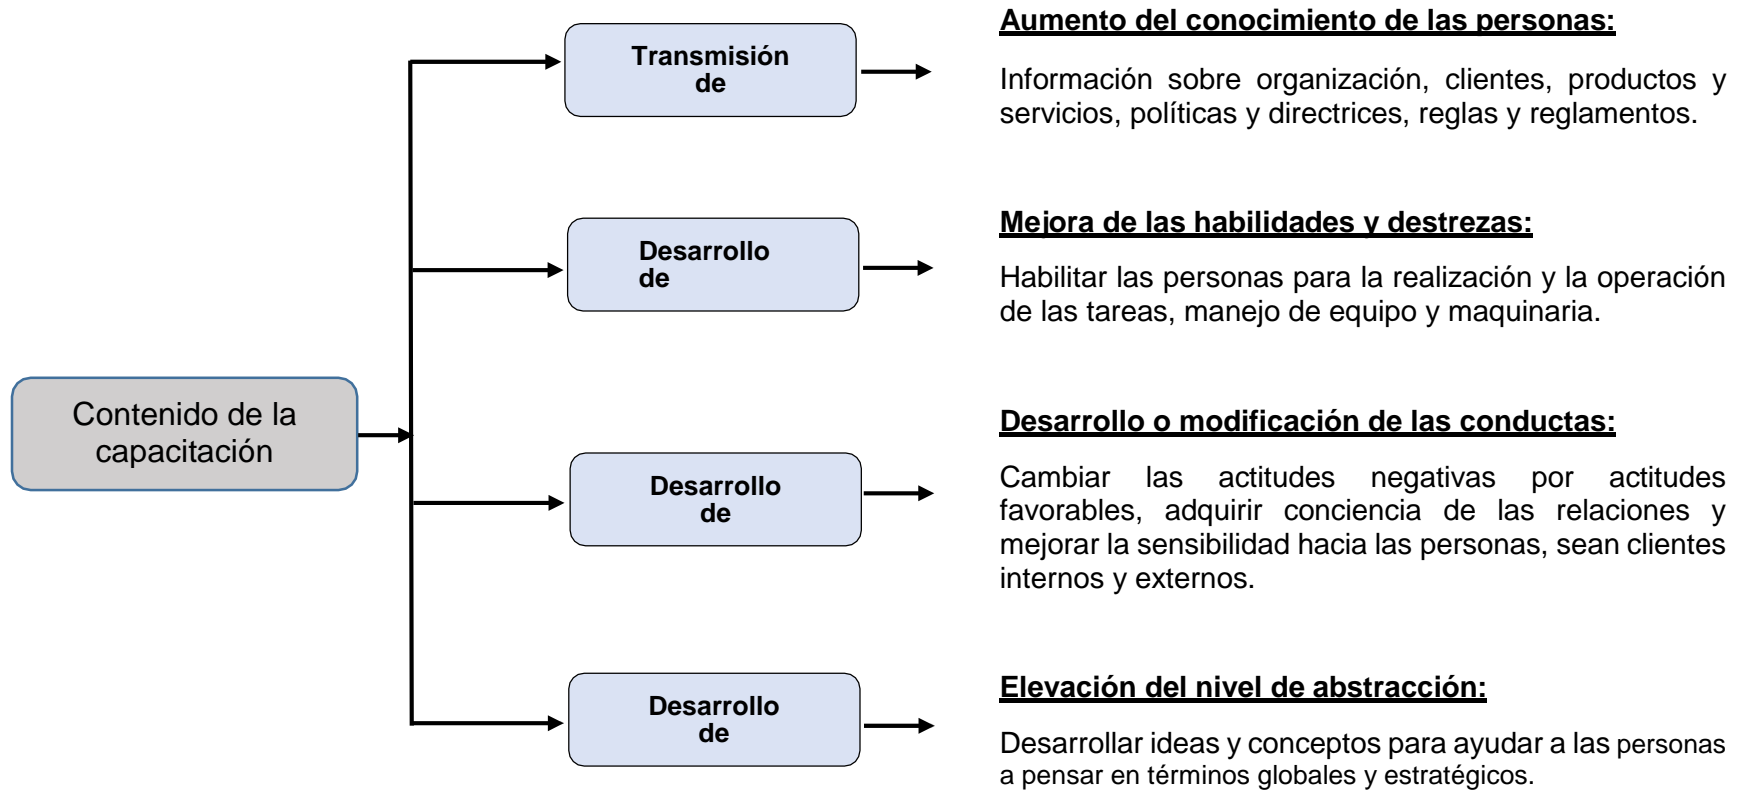 Contenido de la
capacitación
Transmisión
de
Aumento del conocimiento de las personas:
Información sobre organización, clientes, productos y
servicios, políticas y directrices, reglas y reglamentos.
Desarrollo
de
Mejora de las habilidades y destrezas:
Habilitar las personas para la realización y la operación
de las tareas, manejo de equipo y maquinaria.
Desarrollo
de
Desarrollo o modificación de las conductas:
Cambiar las actitudes negativas por actitudes
favorables, adquirir conciencia de las relaciones y
mejorar la sensibilidad hacia las personas, sean clientes
internos y externos.
Desarrollo
de
Elevación del nivel de abstracción:
Desarrollar ideas y conceptos para ayudar a las personas
a pensar en términos globales y estratégicos.